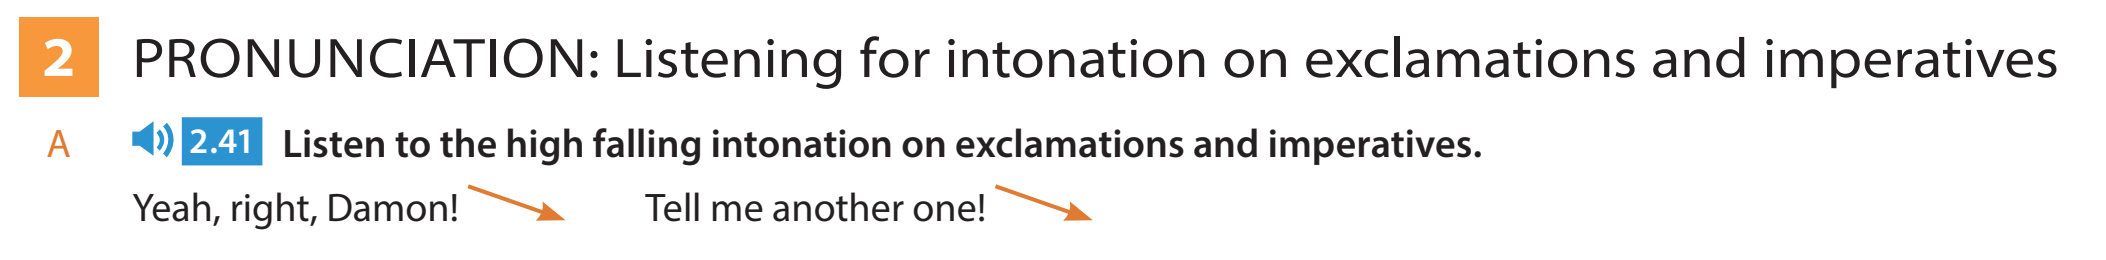 2 PRONUNCIATION: Listening for intonation on exclamations and imperatives
A 2.41 Listen to the high falling intonation on exclamations and imperatives.
Yeah, right, Damon! Tell me another one!